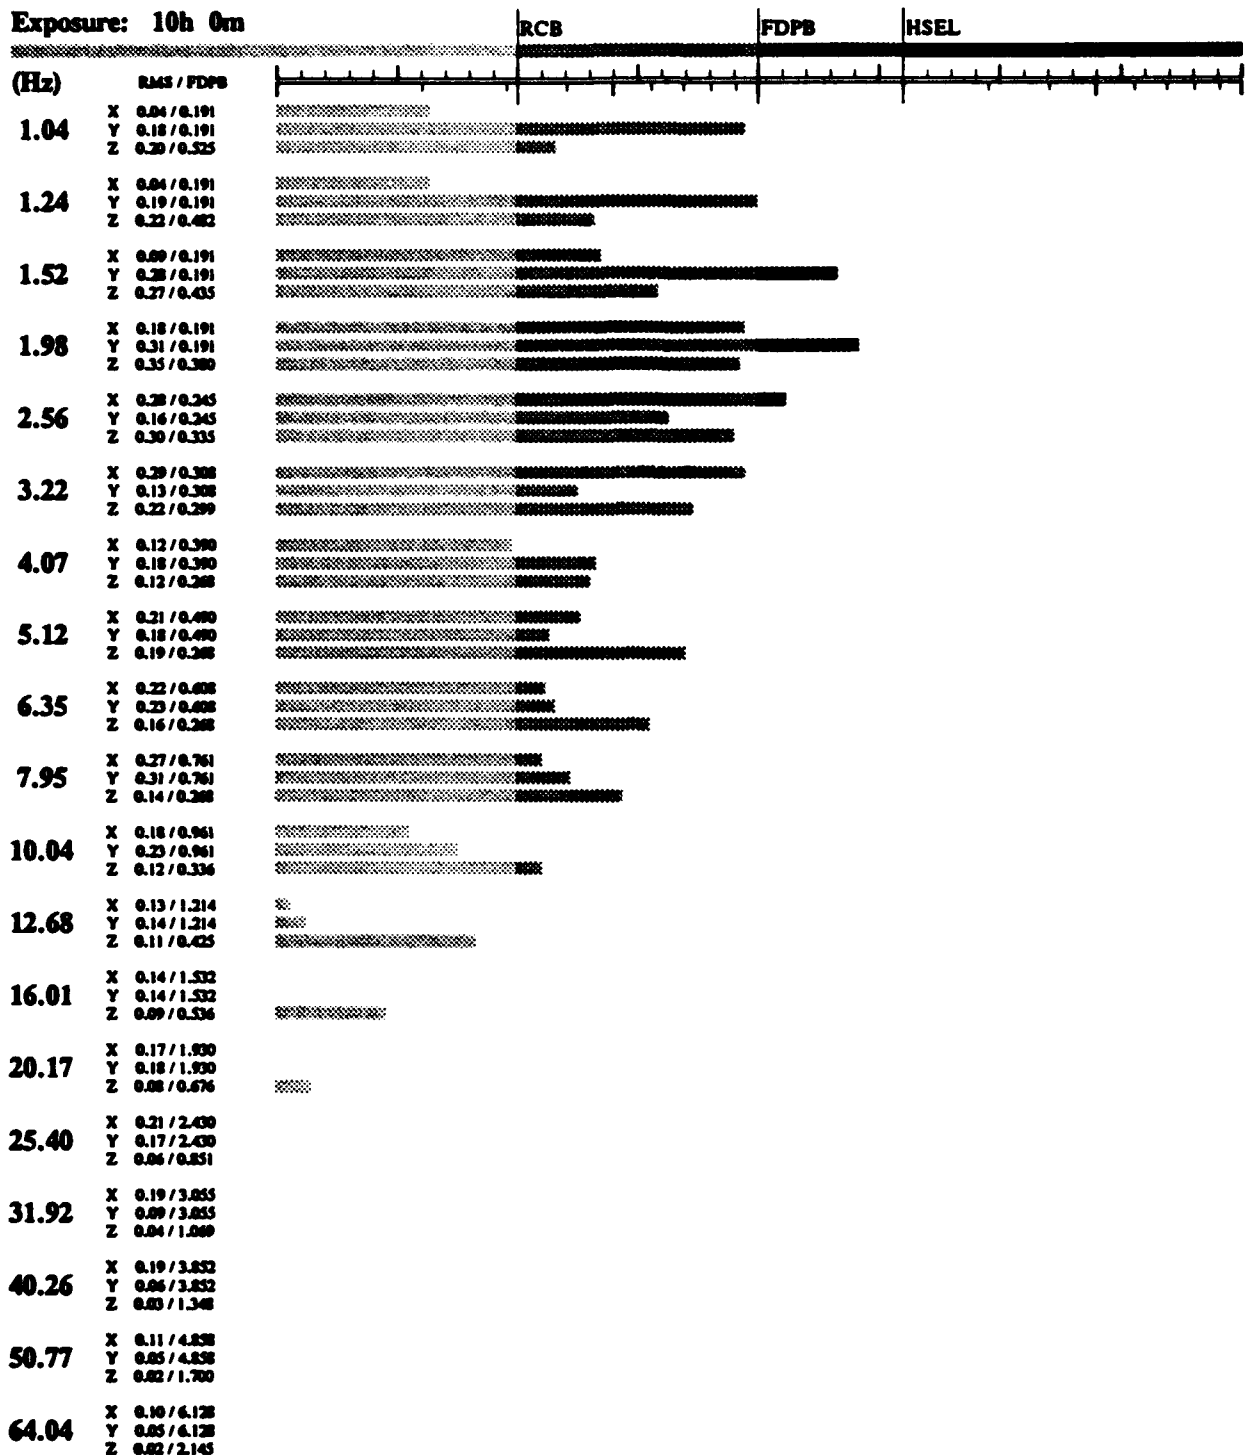 Exposure: 10h 0m RCB FDPB HSEL
(Hz) RMS / FDPB
X 0.04 / 0.191
1.04 Y 0.18 / 0.191
Z 0.20 / 0.525
X 0.04 / 0.191
1.24 Y 0.19 / 0.191
Z 0.22 / 0.482
X 0.09 / 0.191
1.52 Y 0.28 / 0.191
Z 0.27 / 0.435
X 0.18 / 0.191
1.98 Y 0.31 / 0.191
Z 0.35 / 0.380
X 0.28 / 0.245
2.56 Y 0.16 / 0.245
Z 0.30 / 0.335
X 0.29 / 0.308
3.22 Y 0.13 / 0.308
Z 0.22 / 0.299
X 0.12 / 0.390
4.07 Y 0.18 / 0.390
Z 0.12 / 0.268
X 0.21 / 0.490
5.12 Y 0.18 / 0.490
Z 0.19 / 0.268
X 0.22 / 0.608
6.35 Y 0.23 / 0.608
Z 0.16 / 0.268
X 0.27 / 0.761
7.95 Y 0.31 / 0.761
Z 0.14 / 0.268
X 0.18 / 0.961
10.04 Y 0.23 / 0.961
Z 0.12 / 0.336
X 0.13 / 1.214
12.68 Y 0.14 / 1.214
Z 0.11 / 0.425
X 0.14 / 1.532
16.01 Y 0.14 / 1.532
Z 0.09 / 0.536
X 0.17 / 1.930
20.17 Y 0.18 / 1.930
Z 0.08 / 0.676
X 0.21 / 2.430
25.40 Y 0.17 / 2.430
Z 0.06 / 0.851
X 0.19 / 3.055
31.92 Y 0.09 / 3.055
Z 0.04 / 1.069
X 0.19 / 3.852
40.26 Y 0.06 / 3.852
Z 0.03 / 1.348
X 0.11 / 4.858
50.77 Y 0.05 / 4.858
Z 0.02 / 1.700
X 0.10 / 6.128
64.04 Y 0.05 / 6.128
Z 0.02 / 2.145